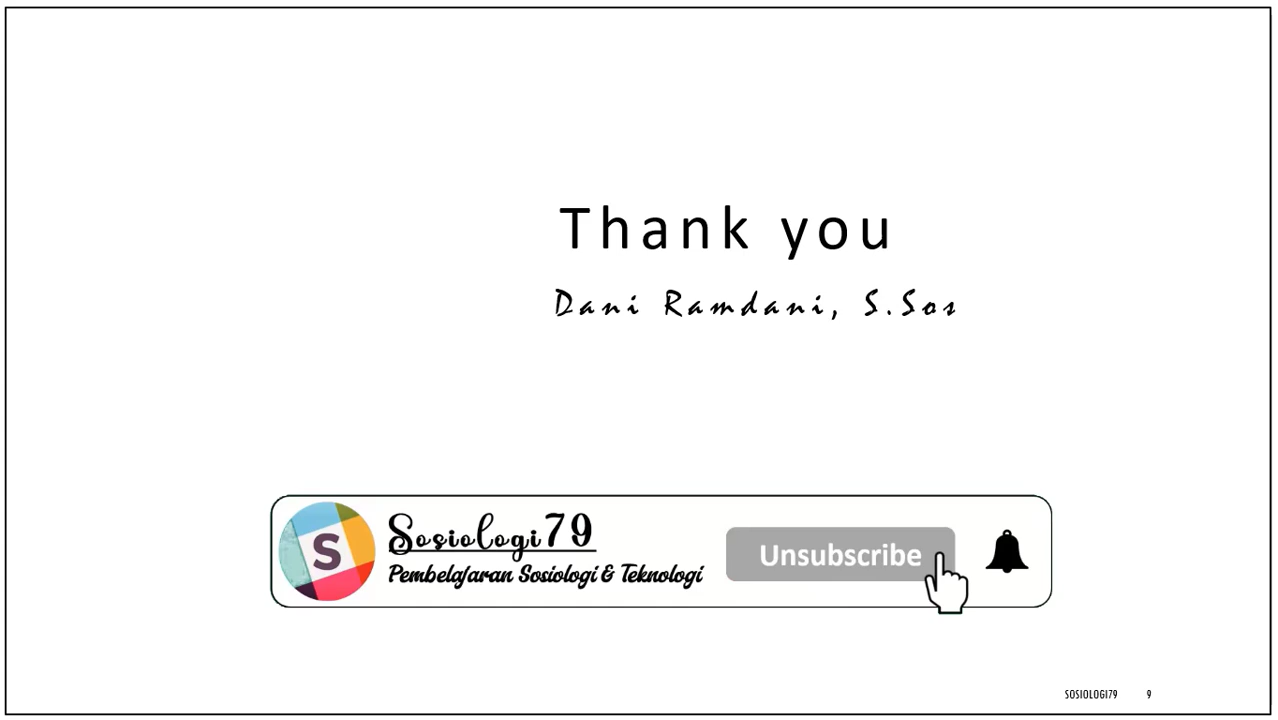 Thank you
Dani Ramdani, S.Sos
S
Sosiologi79
Pembelajaran Sosiologi & Teknologi
Unsubscribe
SOSIOLOGI79 9